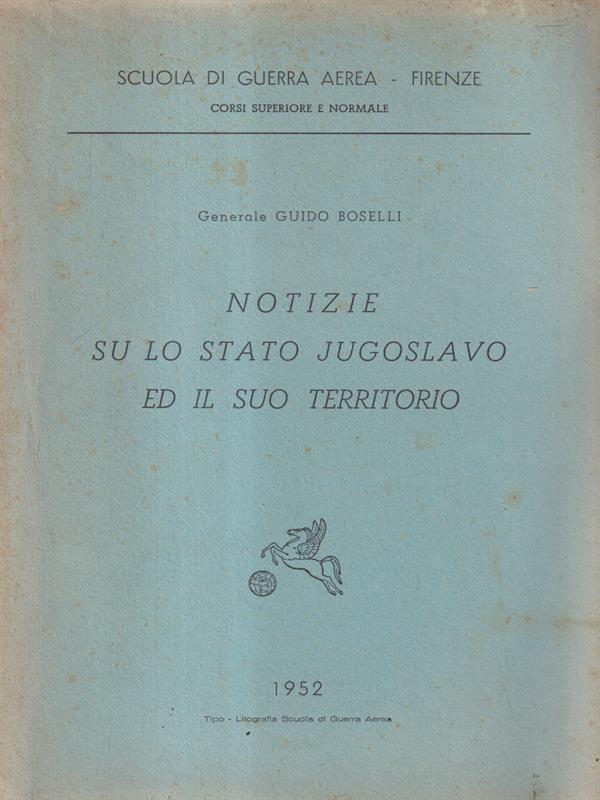 SCUOLA DI GUERRA AEREA - FIRENZE
CORSI SUPERIORE E NORMALE
Generale GUIDO BOSELLI
NOTIZIE
SU LO STATO JUGOSLAVO
ED IL SUO TERRITORIO
1952
Tipo - Litografia Scuola di Guerra Aerea